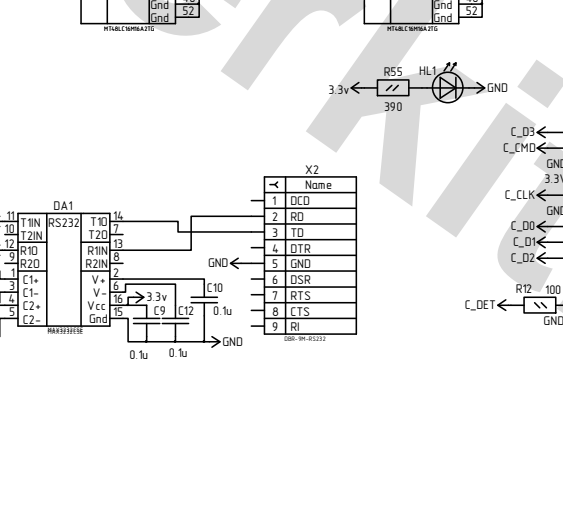 Gnd
Gnd 52
MT48LC16M16A2TG
Gnd
Gnd 52
MT48LC16M16A2TG
R55
HL1
3.3v
GND
390
C_D3
C_CMD
GND
3.3V
C_CLK
GND
C_D0
C_D1
C_D2
R12 100
C_DET
GND
X2
Name
1 DCD
2 RD
3 TD
4 DTR
GND 5 GND
6 DSR
7 RTS
8 CTS
9 RI
DBR-9M-RS232
DA1
11 T1IN RS232 T1O 14
10 T2IN T2O 7
12 R1O R1IN 13
9 R2O R2IN 8
1 C1+ V+ 2
3 C1- V- 6
4 C2+ Vcc 16
5 C2- Gnd 15
MAX3232CSE
3.3v
C9
C12
C10
0.1u
0.1u
0.1u
GND
erkit